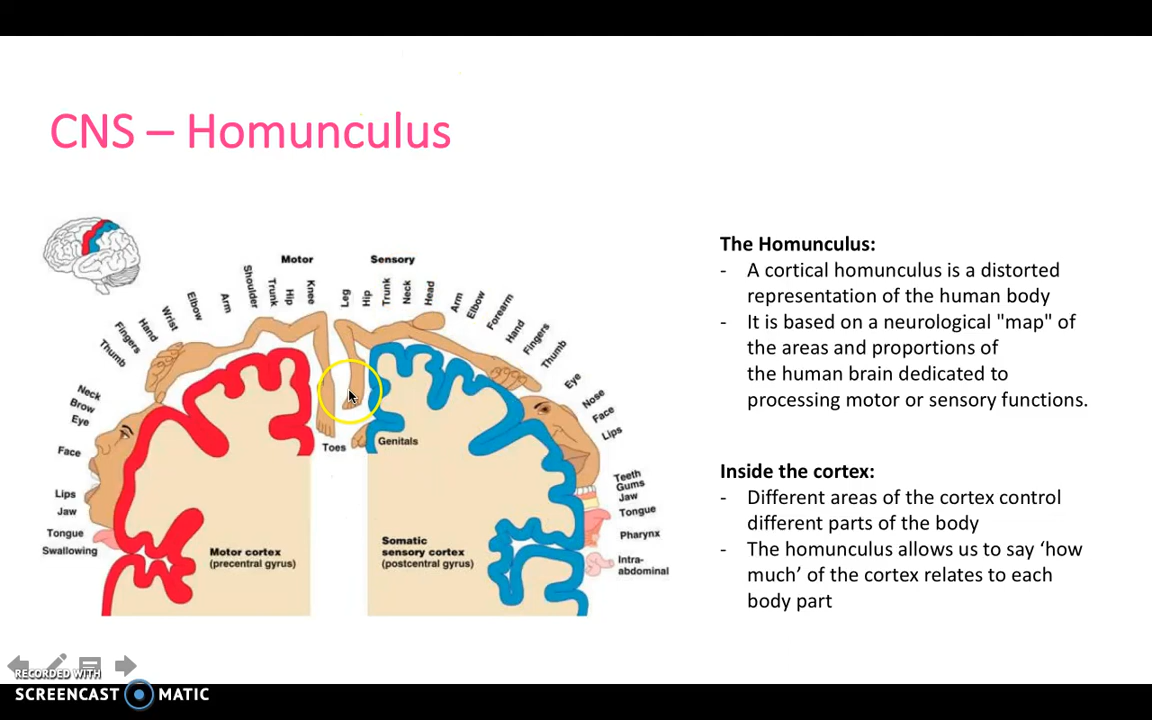 CNS – Homunculus
Motor
Sensory
Swallowing
Tongue
Jaw
Lips
Face
Eye
Brow
Neck
Thumb
Fingers
Hand
Wrist
Elbow
Arm
Shoulder
Trunk
Hip
Knee
Toes
Leg
Hip
Trunk
Neck
Head
Arm
Elbow
Forearm
Hand
Fingers
Thumb
Eye
Nose
Face
Lips
Teeth
Gums
Jaw
Tongue
Pharynx
Intra-
abdominal
Genitals
Motor cortex
(precentral gyrus)
Somatic
sensory cortex
(postcentral gyrus)
The Homunculus:
- A cortical homunculus is a distorted
representation of the human body
- It is based on a neurological "map" of
the areas and proportions of
the human brain dedicated to
processing motor or sensory functions.
Inside the cortex:
- Different areas of the cortex control
different parts of the body
- The homunculus allows us to say ‘how
much’ of the cortex relates to each
body part
RECORDED WITH
SCREENCAST MATIC